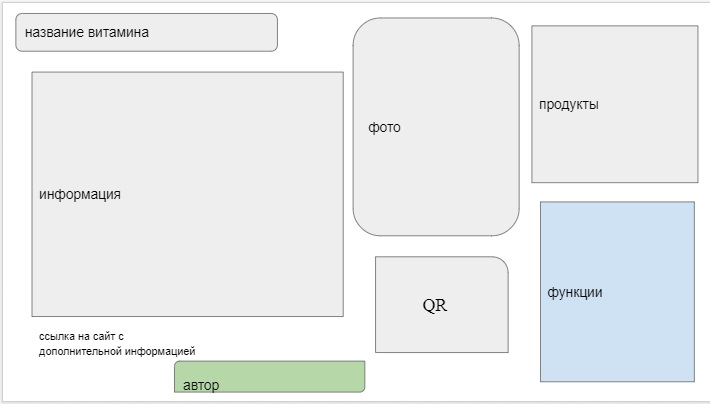 название витамина
информация
ссылка на сайт с
дополнительной информацией
автор
фото
QR
продукты
функции